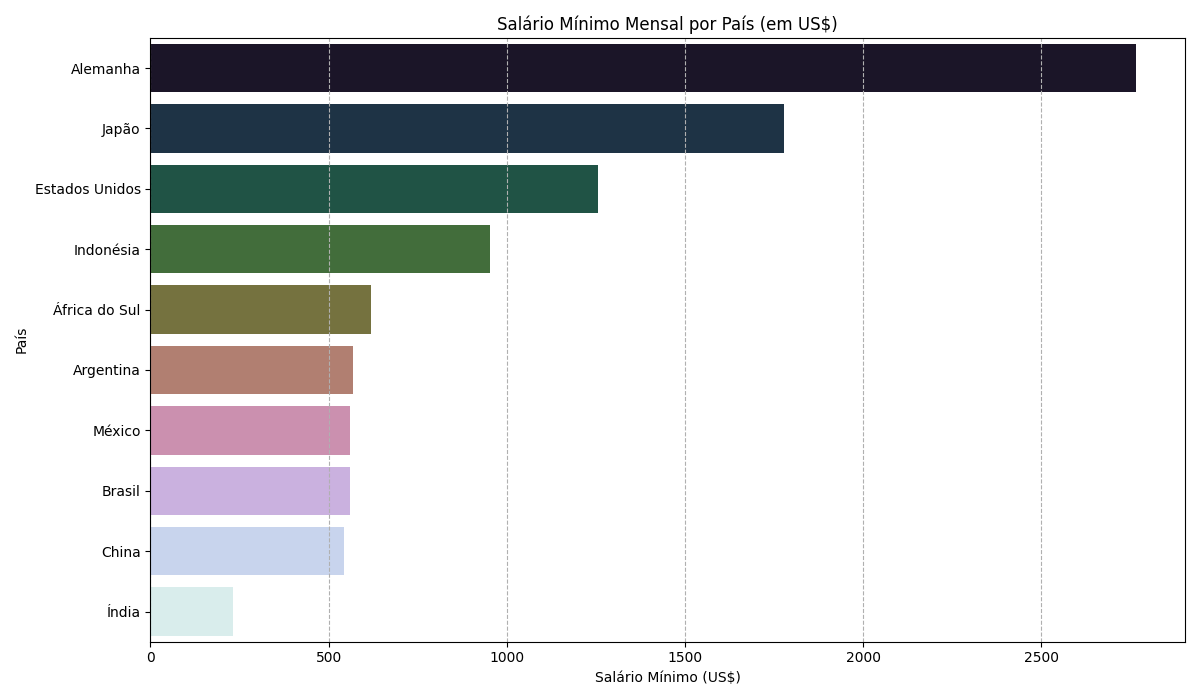 Salário Mínimo Mensal por País (em US$)
Alemanha
Japão
Estados Unidos
Indonésia
África do Sul
Argentina
México
Brasil
China
Índia
País
0 500 1000 1500 2000 2500
Salário Mínimo (US$)